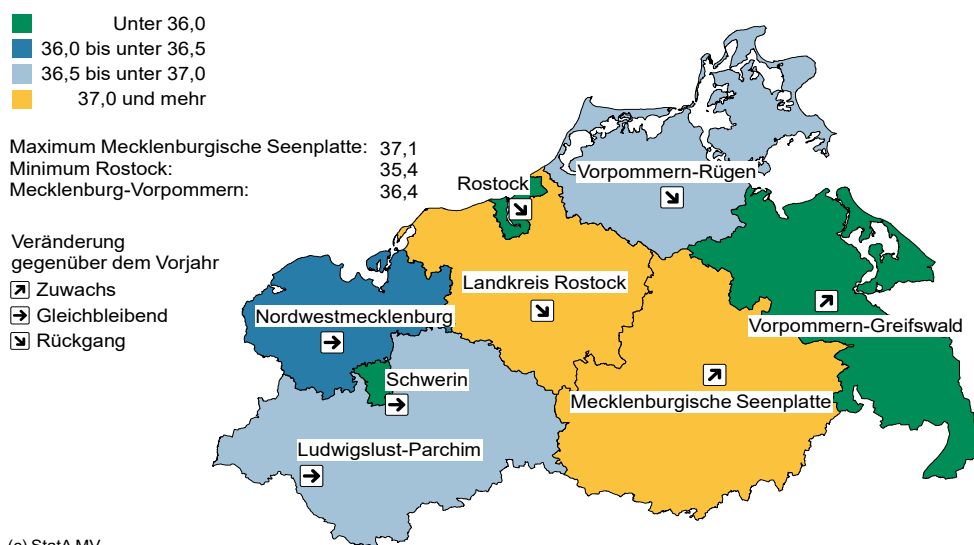 Unter 36,0
36,0 bis unter 36,5
36,5 bis unter 37,0
37,0 und mehr
Maximum Mecklenburgische Seenplatte: 37,1
Minimum Rostock: 35,4
Mecklenburg-Vorpommern: 36,4
Veränderung
gegenüber dem Vorjahr
Zuwachs
Gleichbleibend
Rückgang
Rostock
Vorpommern-Rügen
Landkreis Rostock
Nordwestmecklenburg
Vorpommern-Greifswald
Schwerin
Mecklenburgische Seenplatte
Ludwigslust-Parchim
(c) StatA MV